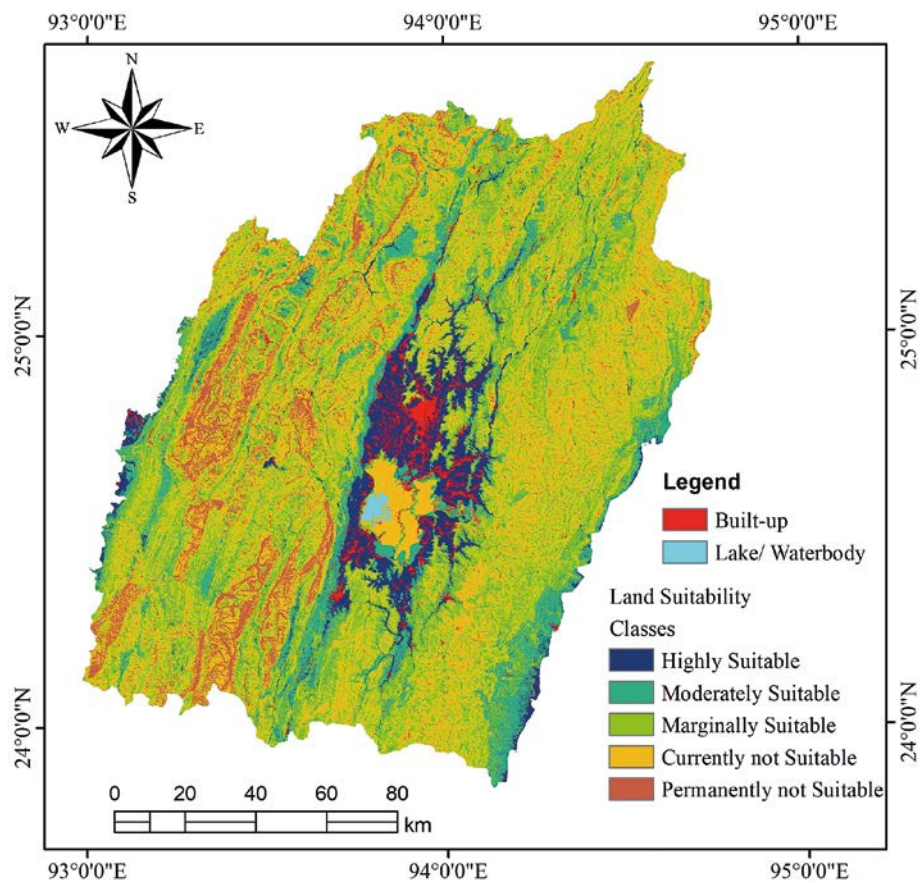 93°0'0"E 94°0'0"E 95°0'0"E
N
W E
S
25°0'0"N 25°0'0"N
Legend
Built-up
Lake/ Waterbody
Land Suitability
Classes
Highly Suitable
Moderately Suitable
24°0'0"N 24°0'0"N
Marginally Suitable
Currently not Suitable
Permanently not Suitable
0 20 40 60 80
km
93°0'0"E 94°0'0"E 95°0'0"E